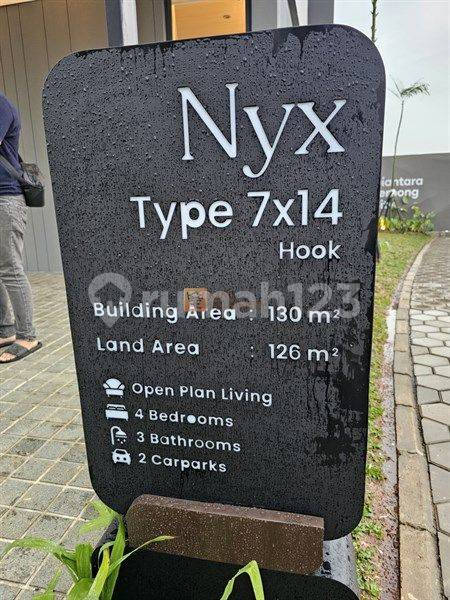 Nyx
Type 7x14
Hook
rumah123
Building Area : 130 m²
Land Area : 126 m²
Open Plan Living
4 Bedrooms
3 Bathrooms
2 Carparks